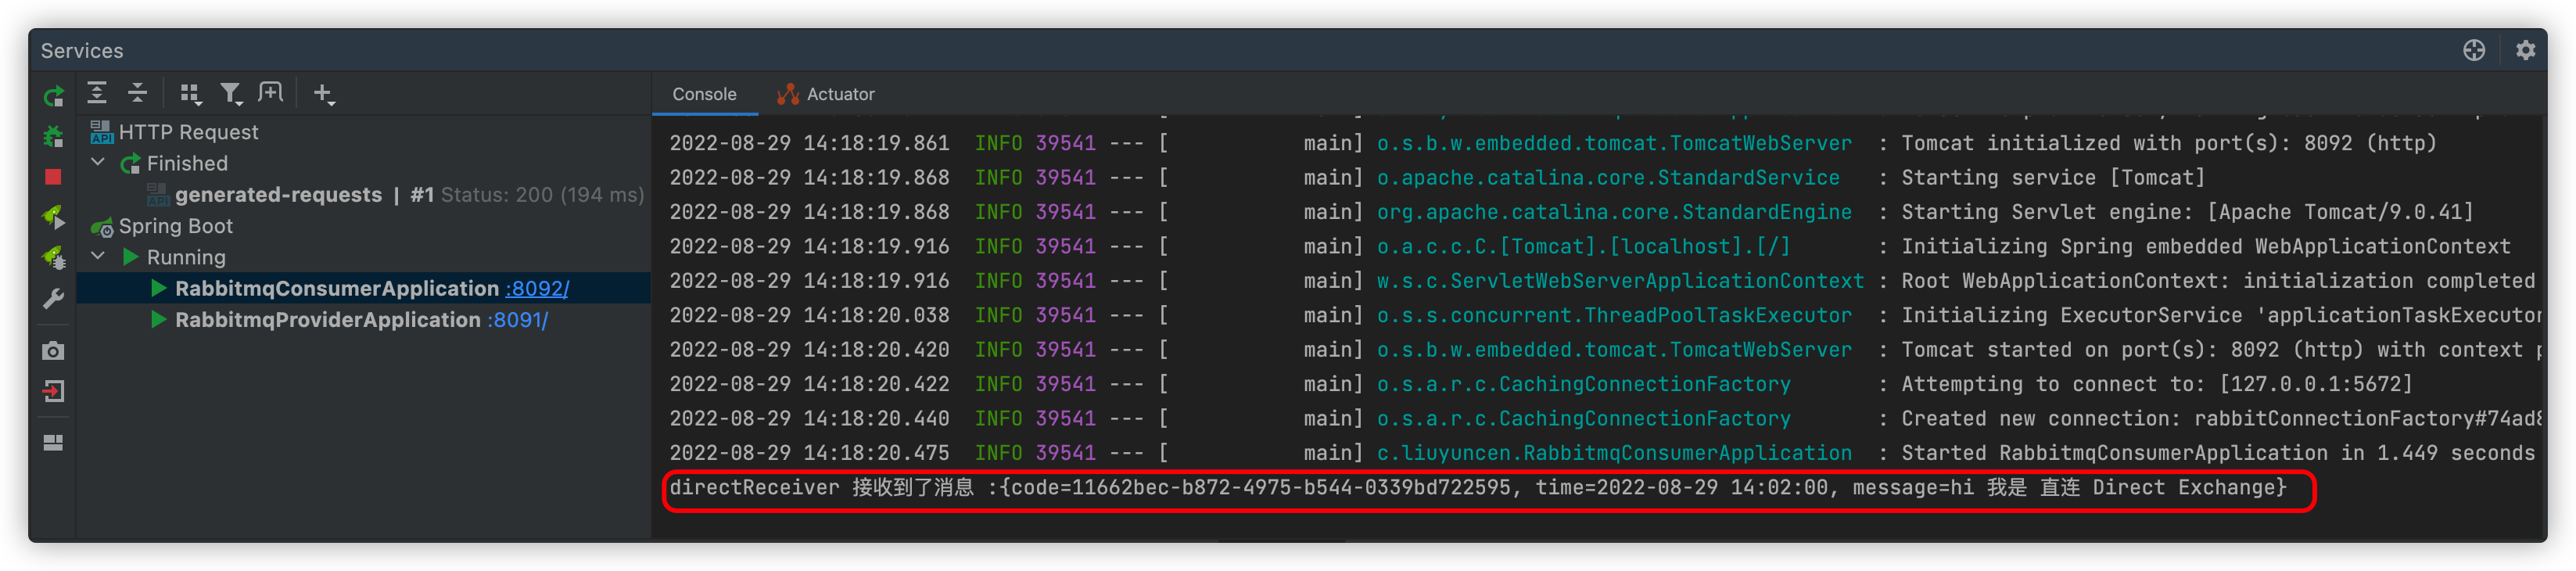 Services
Console
Actuator
HTTP Request
Finished
generated-requests | #1 Status: 200 (194 ms)
Spring Boot
Running
RabbitmqConsumerApplication :8092/
RabbitmqProviderApplication :8091/
2022-08-29 14:18:19.861 INFO 39541 --- [ main] o.s.b.w.embedded.tomcat.TomcatWebServer : Tomcat initialized with port(s): 8092 (http)
2022-08-29 14:18:19.868 INFO 39541 --- [ main] o.apache.catalina.core.StandardService : Starting service [Tomcat]
2022-08-29 14:18:19.868 INFO 39541 --- [ main] org.apache.catalina.core.StandardEngine : Starting Servlet engine: [Apache Tomcat/9.0.41]
2022-08-29 14:18:19.916 INFO 39541 --- [ main] o.a.c.c.C.[Tomcat].[localhost].[/] : Initializing Spring embedded WebApplicationContext
2022-08-29 14:18:19.916 INFO 39541 --- [ main] w.s.c.ServletWebServerApplicationContext : Root WebApplicationContext: initialization completed
2022-08-29 14:18:20.038 INFO 39541 --- [ main] o.s.s.concurrent.ThreadPoolTaskExecutor : Initializing ExecutorService 'applicationTaskExecutor
2022-08-29 14:18:20.420 INFO 39541 --- [ main] o.s.b.w.embedded.tomcat.TomcatWebServer : Tomcat started on port(s): 8092 (http) with context p
2022-08-29 14:18:20.422 INFO 39541 --- [ main] o.s.a.r.c.CachingConnectionFactory : Attempting to connect to: [127.0.0.1:5672]
2022-08-29 14:18:20.440 INFO 39541 --- [ main] o.s.a.r.c.CachingConnectionFactory : Created new connection: rabbitConnectionFactory#74ad8
2022-08-29 14:18:20.475 INFO 39541 --- [ main] c.liuyuncen.RabbitmqConsumerApplication : Started RabbitmqConsumerApplication in 1.449 seconds
directReceiver 接收到了消息 :{code=11662bec-b872-4975-b544-0339bd722595, time=2022-08-29 14:02:00, message=hi 我是 直连 Direct Exchange}